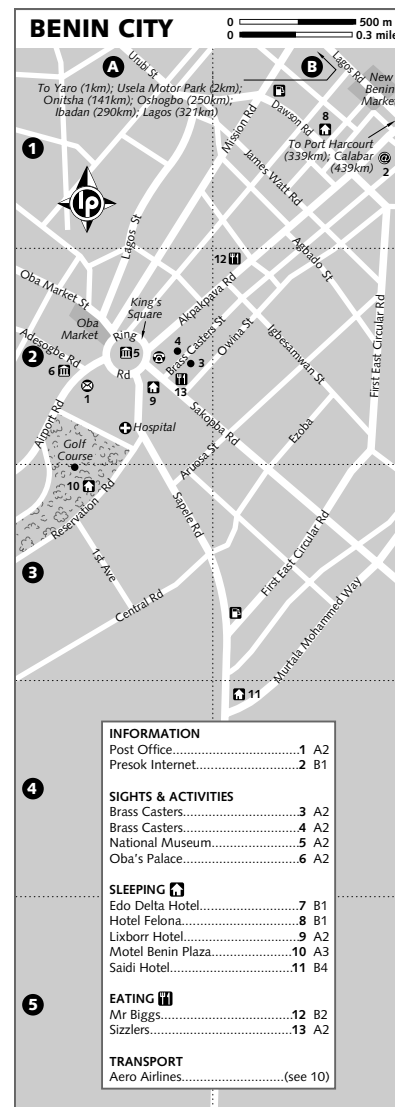 BENIN CITY
0 500 m
0 0.3 mile
A
B
Urubi St
To Yaro (1km); Usela Motor Park (2km);
Onitsha (141km); Oshogbo (250km);
Ibadan (290km); Lagos (321km)
Mission Rd
Dawson Rd
Lagos Rd
New
Benin
Market
8
To Port Harcourt
(339km); Calabar
(439km)
@
2
1
lp
James Watt Rd
Lagos St
Agbado St
12
Oba Market St
King's
Square
Akpakpava Rd
Oba
Market
Ring
Rd
5
4
Brass Casters St
3
Owina St
Igbesamwan St
First East Circular Rd
2
Adesogbe Rd
6
1
9
13
Sakopba Rd
Ezoba
Airport Rd
Hospital
Golf
Course
Aruosa St
10
Reservation Rd
Sapele Rd
3
1st Ave
Central Rd
First East Circular Rd
Murtala Mohammed Way
11
4
INFORMATION
Post Office 1 A2
Presok Internet 2 B1
SIGHTS & ACTIVITIES
Brass Casters 3 A2
Brass Casters 4 A2
National Museum 5 A2
Oba's Palace 6 A2
SLEEPING
Edo Delta Hotel 7 B1
Hotel Felona 8 B1
Lixborr Hotel 9 A2
Motel Benin Plaza 10 A3
Saidi Hotel 11 B4
5
EATING
Mr Biggs 12 B2
Sizzlers 13 A2
TRANSPORT
Aero Airlines (see 10)